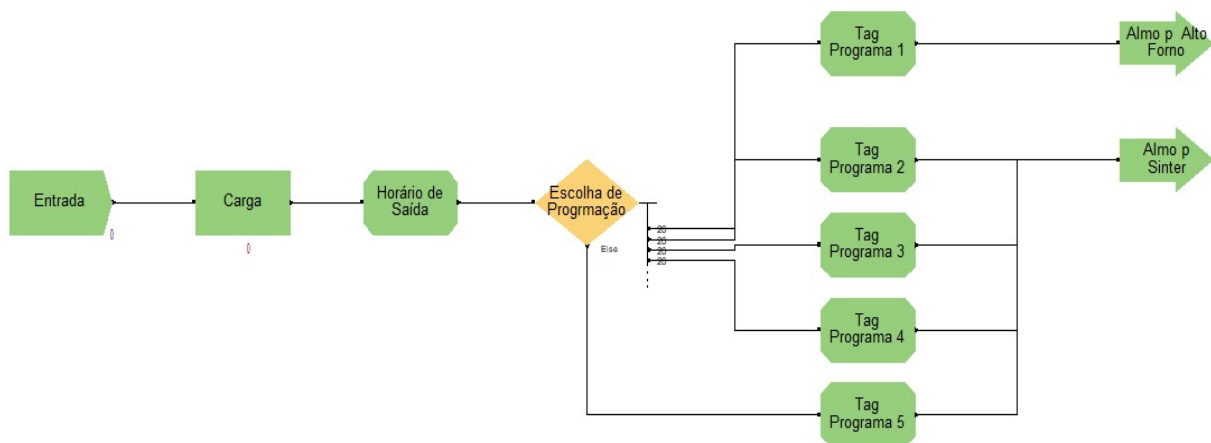 Entrada
0
Carga
0
Horário de
Saída
Escolha de
Progrmação
20
20
20
20
Else
Tag
Programa 1
Tag
Programa 2
Tag
Programa 3
Tag
Programa 4
Tag
Programa 5
Almo p Alto
Forno
Almo p
Sinter